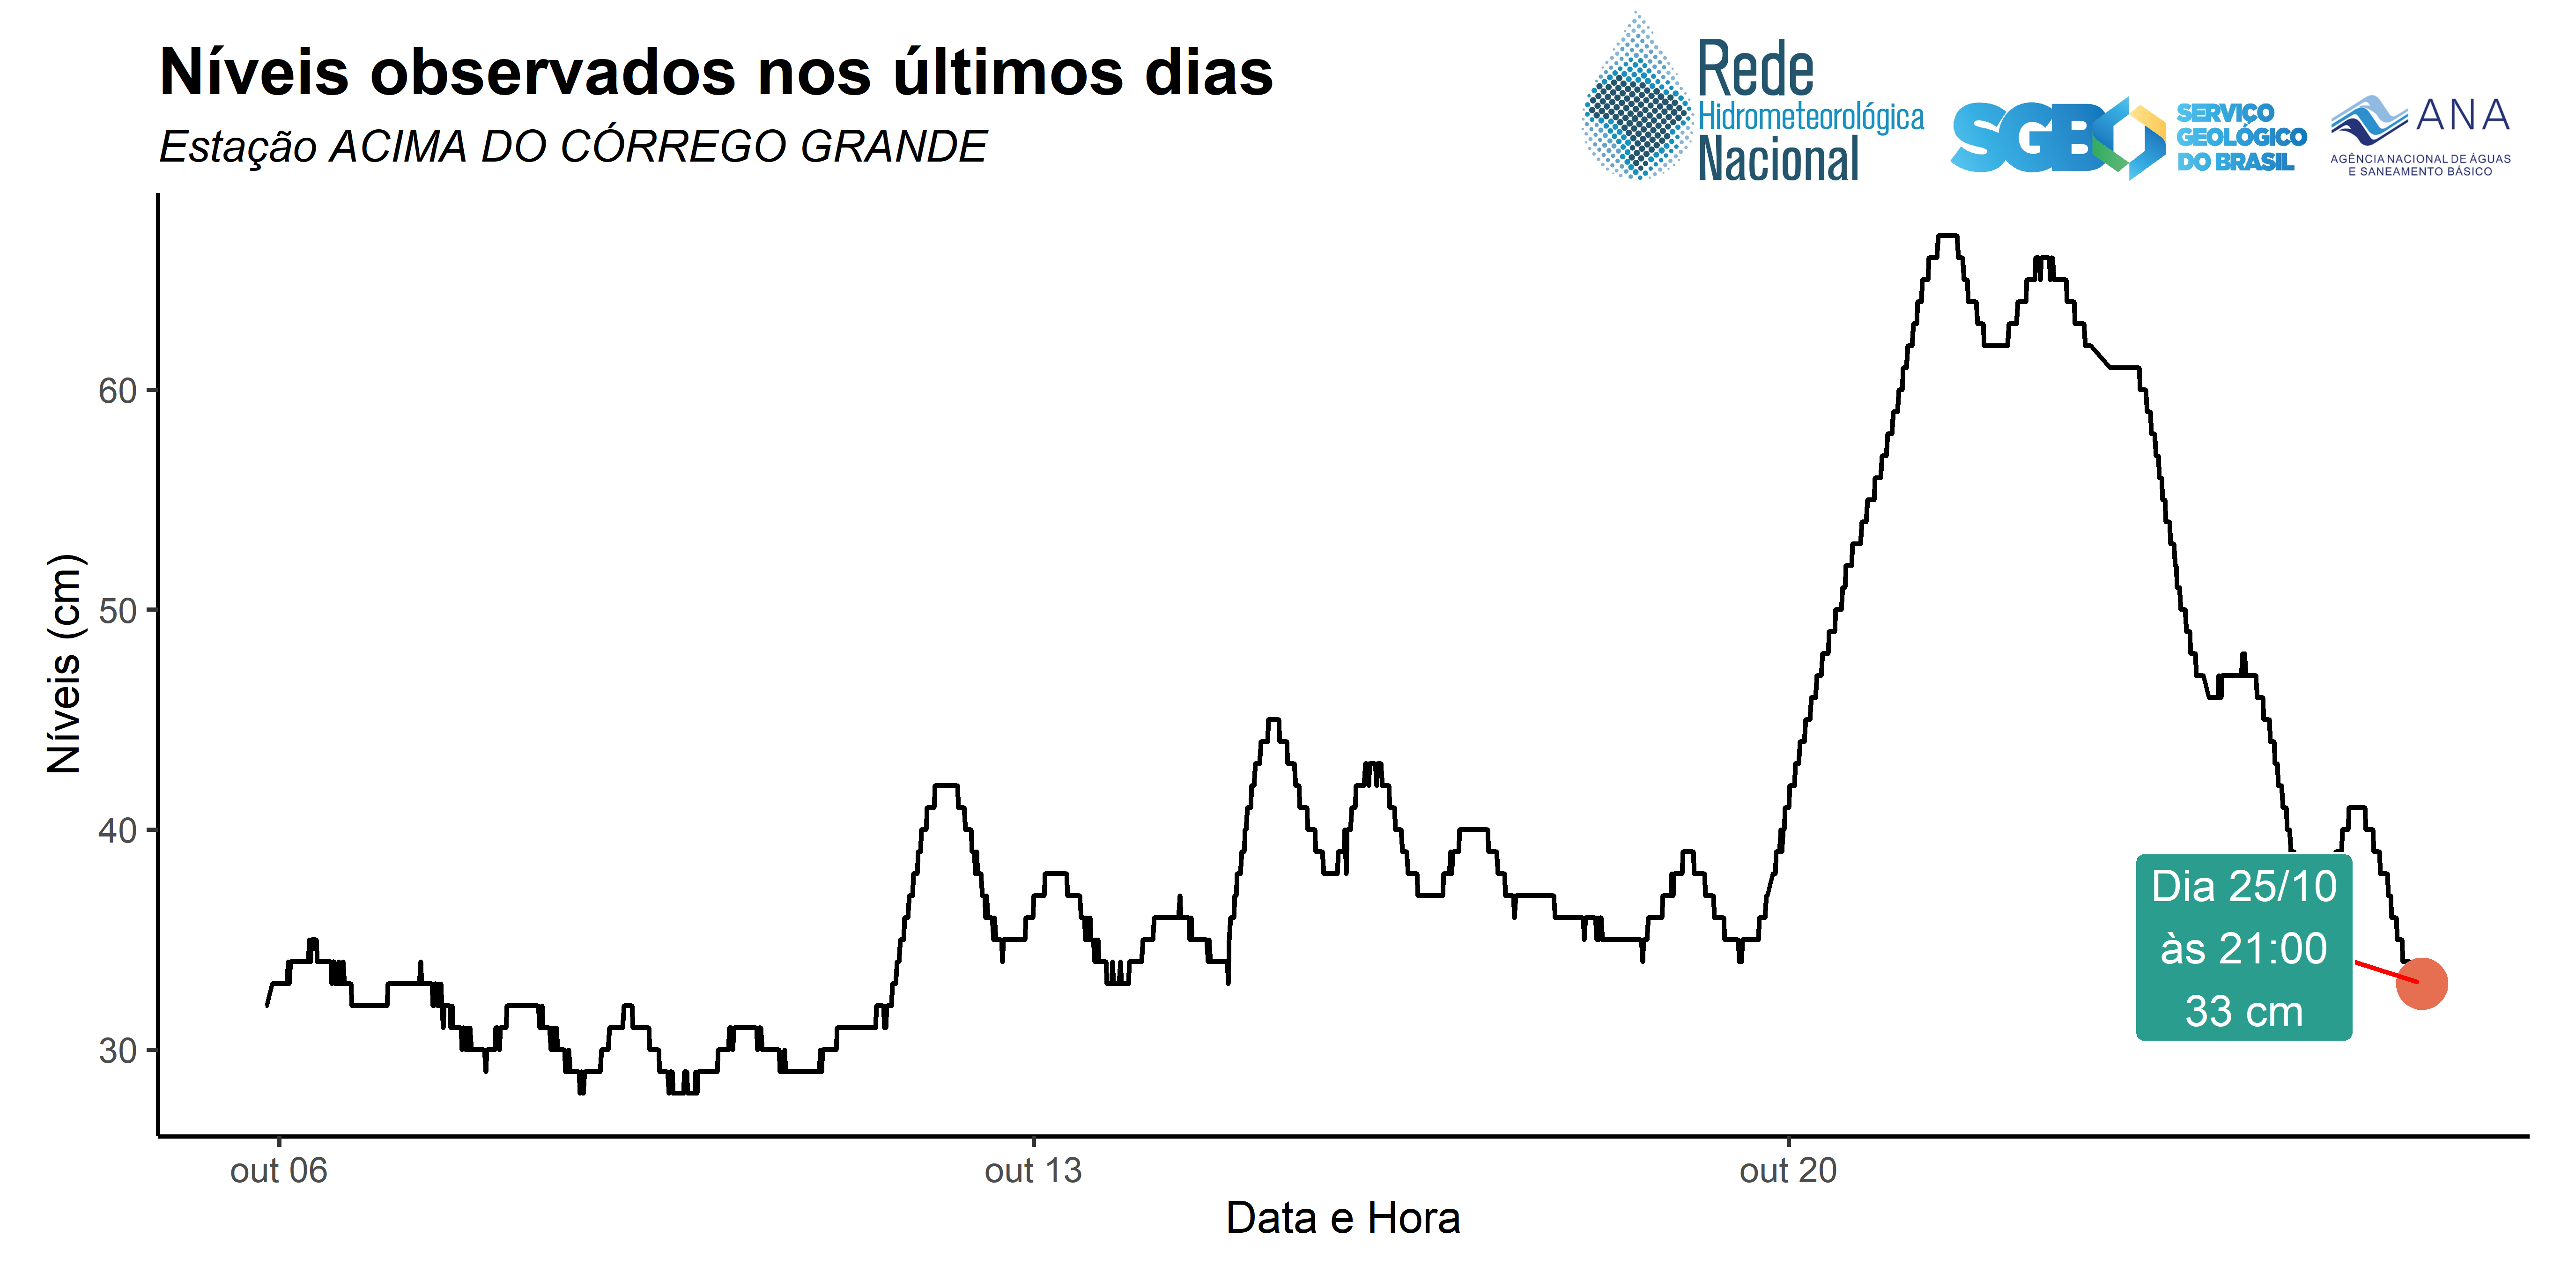 Níveis observados nos últimos dias
Estação ACIMA DO CÓRREGO GRANDE
Rede
Hidrometeorológica
Nacional
SGB
SERVIÇO
GEOLÓGICO
DO BRASIL
ANA
AGÊNCIA NACIONAL DE ÁGUAS
E SANEAMENTO BÁSICO
Níveis (cm)
60
50
40
30
Dia 25/10
às 21:00
33 cm
out 06
out 13
out 20
Data e Hora